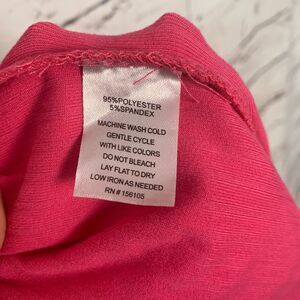 95%POLYESTER
5%SPANDEX
MACHINE WASH COLD
GENTLE CYCLE
WITH LIKE COLORS
DO NOT BLEACH
LAY FLAT TO DRY
LOW IRON AS NEEDED
RN # 156105